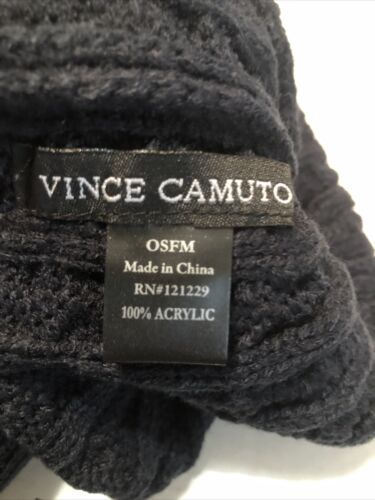 VINCE CAMUTO
OSFM
Made in China
RN#121229
100% ACRYLIC